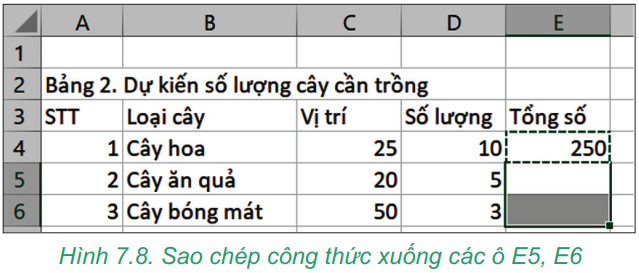 A B C D E
1
2 Bảng 2. Dự kiến số lượng cây cần trồng
3 STT Loại cây Vị trí Số lượng Tổng số
4 1 Cây hoa 25 10 250
5 2 Cây ăn quả 20 5
6 3 Cây bóng mát 50 3
Hình 7.8. Sao chép công thức xuống các ô E5, E6